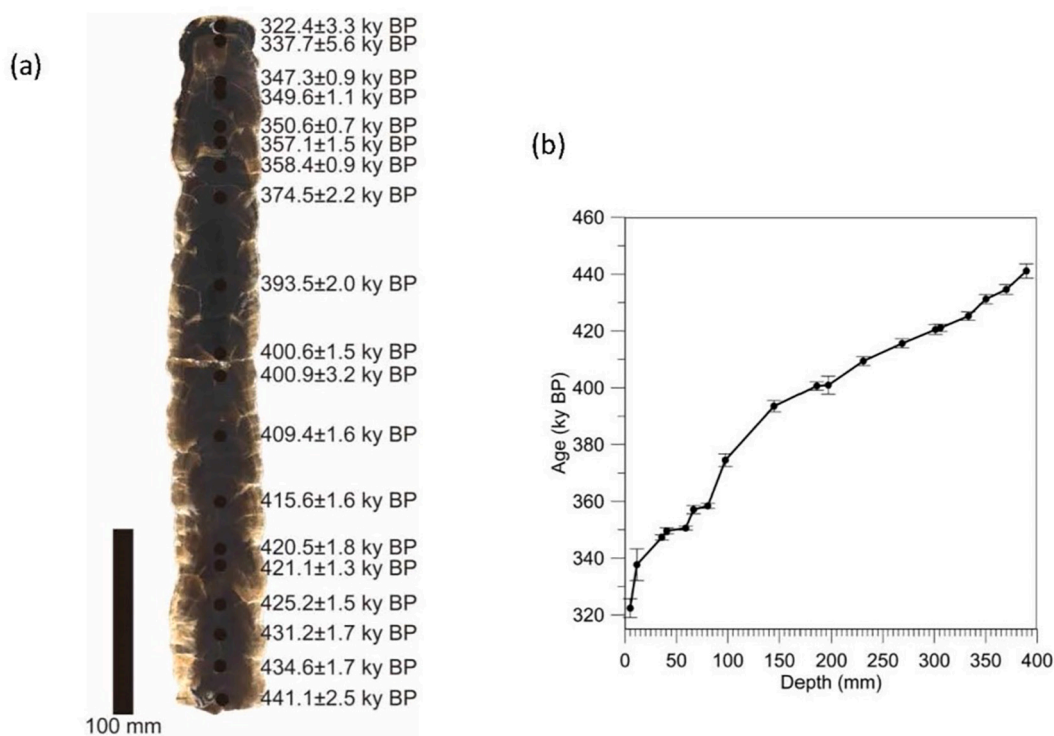 (a)
322.4±3.3 ky BP
337.7±5.6 ky BP
347.3±0.9 ky BP
349.6±1.1 ky BP
350.6±0.7 ky BP
357.1±1.5 ky BP
358.4±0.9 ky BP
374.5±2.2 ky BP
393.5±2.0 ky BP
400.6±1.5 ky BP
400.9±3.2 ky BP
409.4±1.6 ky BP
415.6±1.6 ky BP
420.5±1.8 ky BP
421.1±1.3 ky BP
425.2±1.5 ky BP
431.2±1.7 ky BP
434.6±1.7 ky BP
441.1±2.5 ky BP
100 mm
(b)
460
440
420
400
380
360
340
320
Age (ky BP)
0 50 100 150 200 250 300 350 400
Depth (mm)